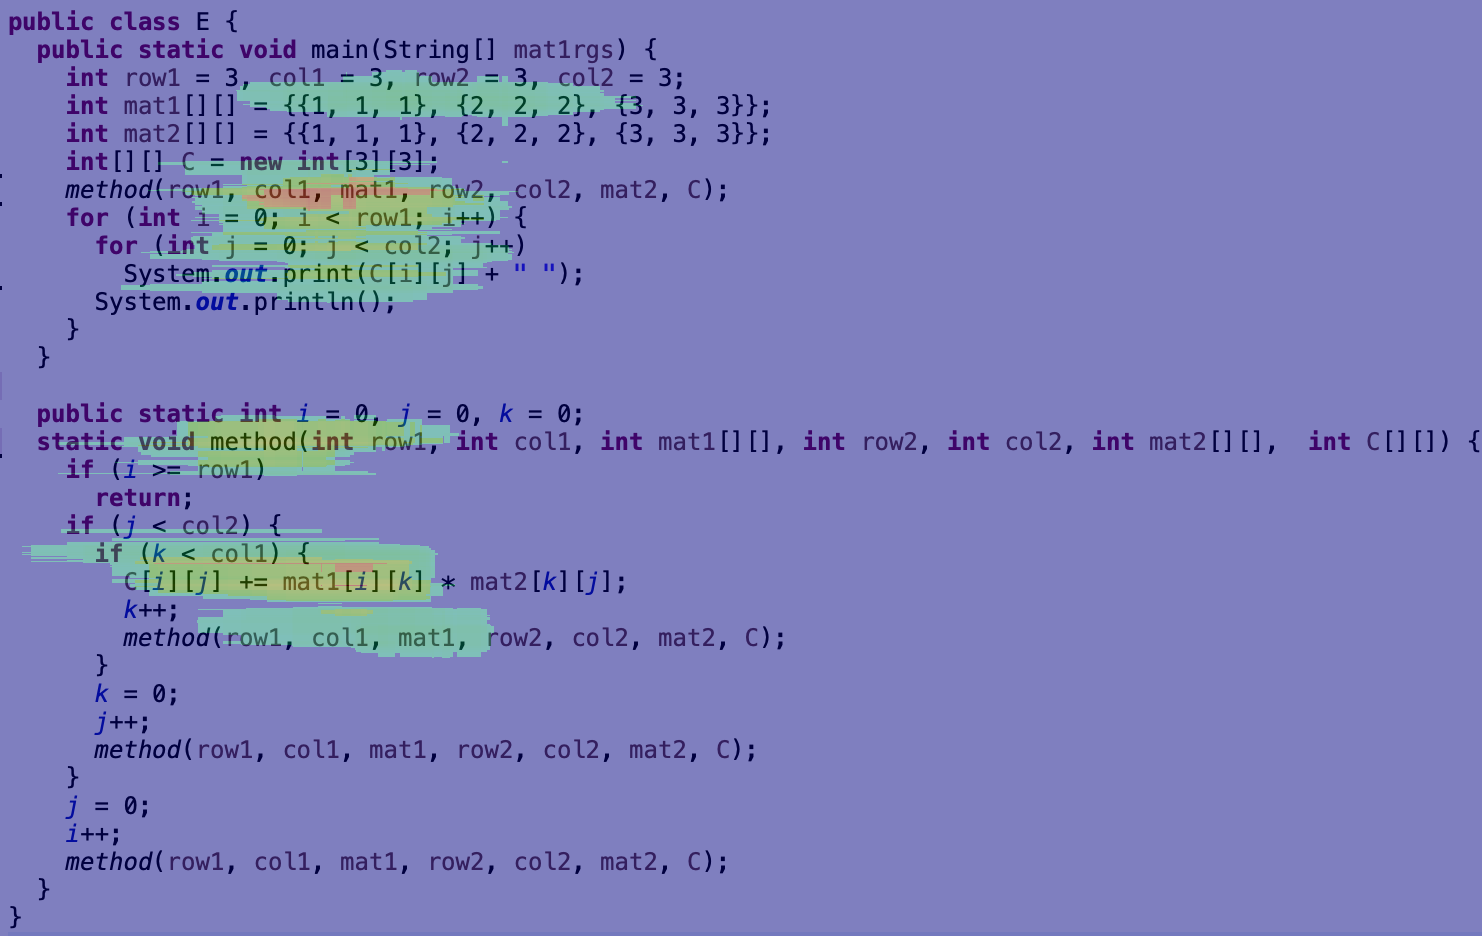 public class E {
public static void main(String[] mat1rgs) {
int row1 = 3, col1 = 3, row2 = 3, col2 = 3;
int mat1[][] = {{1, 1, 1}, {2, 2, 2}, {3, 3, 3}};
int mat2[][] = {{1, 1, 1}, {2, 2, 2}, {3, 3, 3}};
int[][] C = new int[3][3];
method(row1, col1, mat1, row2, col2, mat2, C);
for (int i = 0; i < row1; i++) {
for (int j = 0; j < col2; j++)
System.out.print(C[i][j] + " ");
System.out.println();
}
}
public static int i = 0, j = 0, k = 0;
static void method(int row1, int col1, int mat1[][], int row2, int col2, int mat2[][],  int C[][]) {
if (i >= row1)
return;
if (j < col2) {
if (k < col1) {
C[i][j] += mat1[i][k] * mat2[k][j];
k++;
method(row1, col1, mat1, row2, col2, mat2, C);
}
k = 0;
j++;
method(row1, col1, mat1, row2, col2, mat2, C);
}
j = 0;
i++;
method(row1, col1, mat1, row2, col2, mat2, C);
}
}